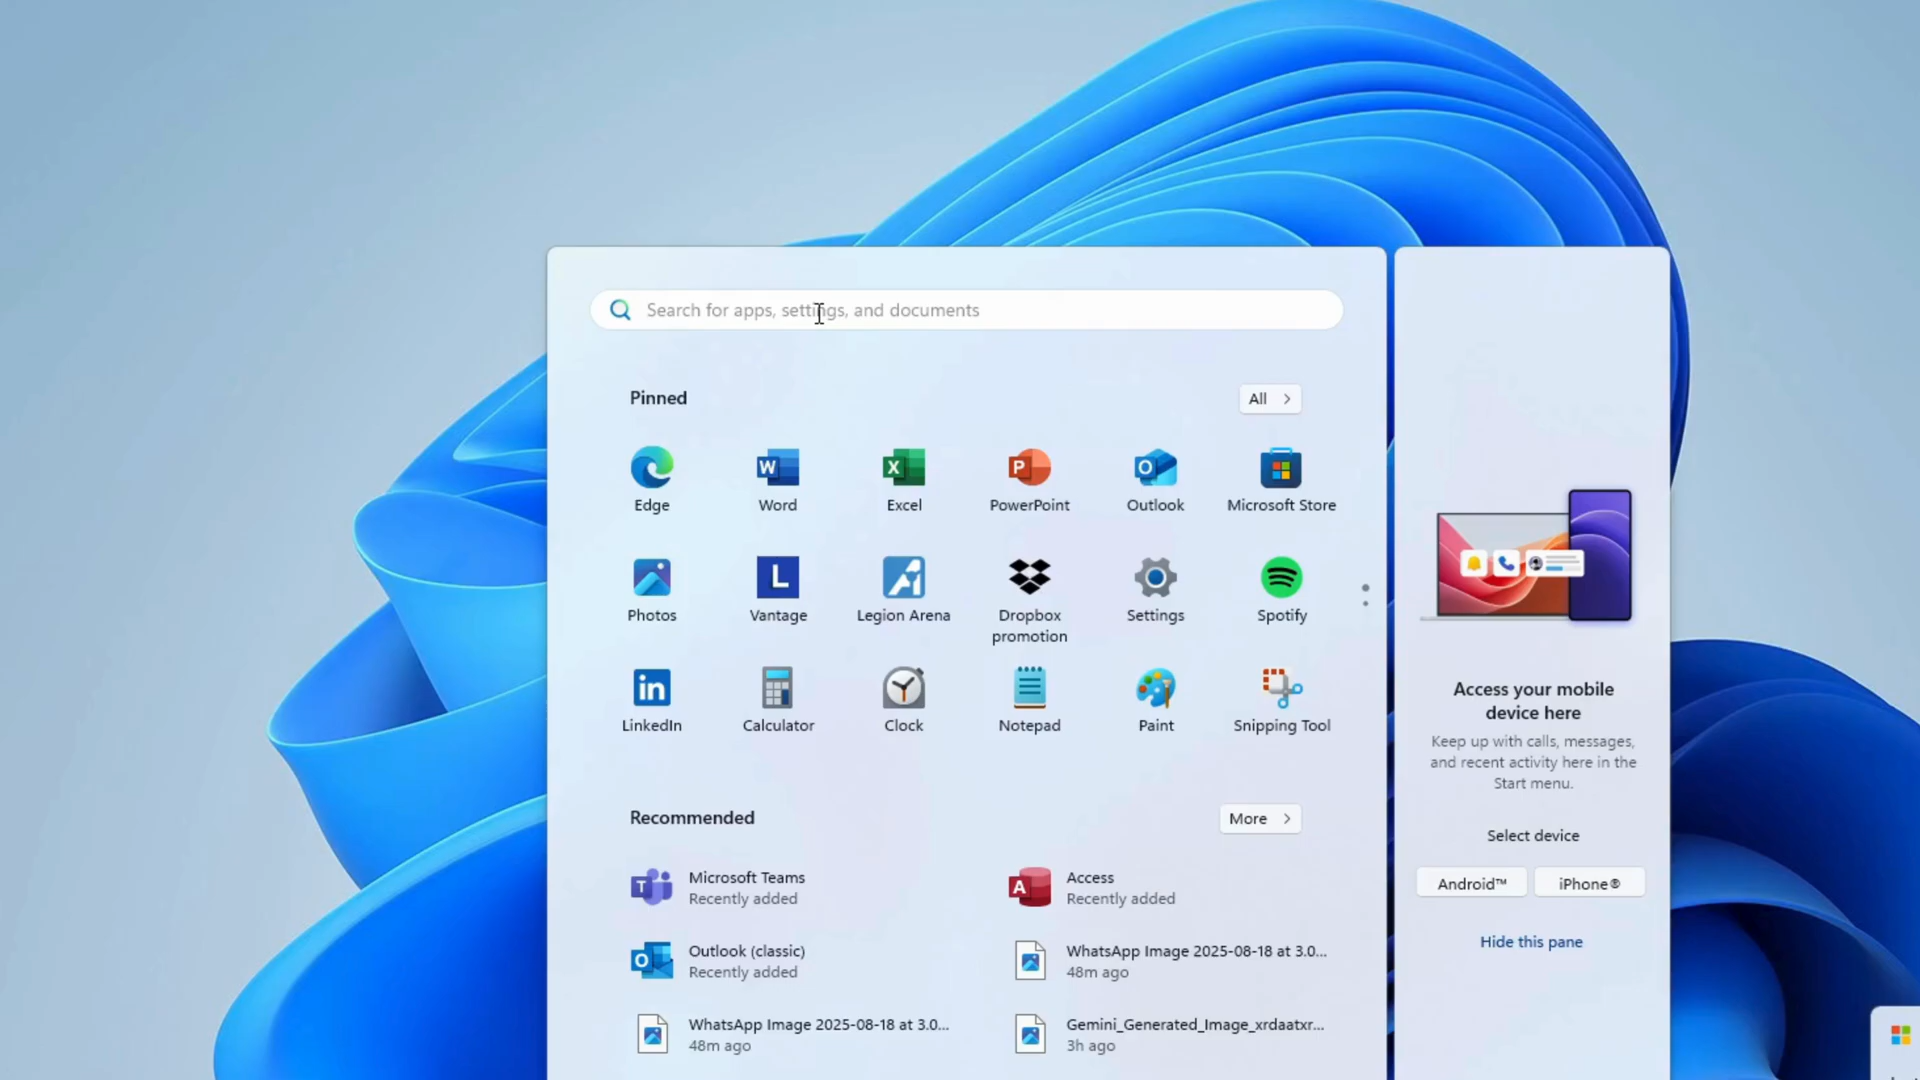 Search for apps, settings, and documents
Pinned
All
Edge
Word
Excel
PowerPoint
Outlook
Microsoft Store
Photos
Vantage
Legion Arena
Dropbox
promotion
Settings
Spotify
LinkedIn
Calculator
Clock
Notepad
Paint
Snipping Tool
Recommended
More
Microsoft Teams
Recently added
Access
Recently added
Outlook (classic)
Recently added
WhatsApp Image 2025-08-18 at 3.0...
48m ago
WhatsApp Image 2025-08-18 at 3.0...
48m ago
Gemini_Generated_Image_xrdaatxr...
3h ago
Access your mobile
device here
Keep up with calls, messages,
and recent activity here in the
Start menu.
Select device
Android™
iPhone®
Hide this pane